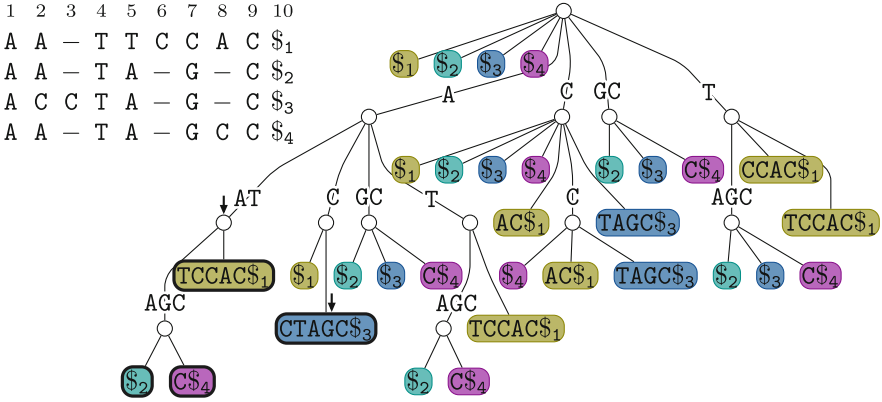 1 2 3 4 5 6 7 8 9 10
A A – T T C C A C $1
A A – T A – G – C $2
A C C T A – G – C $3
A A – T A – G C C $4
$1 $2 $3 $4
A C GC T
$1 $2 $3 $4 $2 $3 C$4 CCAC$1
AT C GC T C AGC
AC$1 TAGC$3 TCCAC$1
TCCAC$1 $1 $2 $3 C$4 $4 AC$1 TAGC$3 $2 $3 C$4
AGC AGC
CTAGC$3 TCCAC$1
$2 C$4 $2 C$4